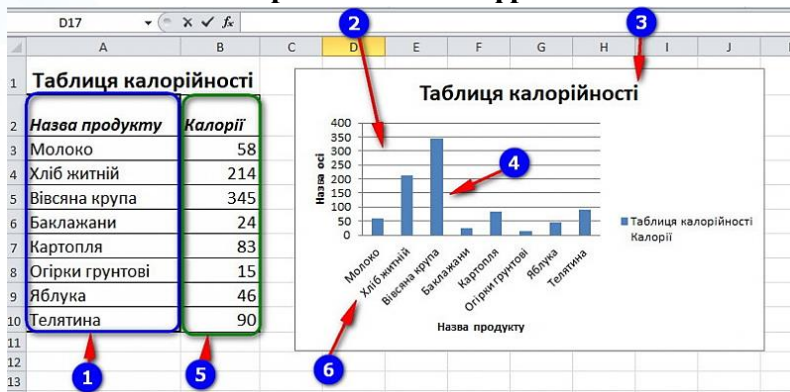 D17 fx
A B C D E F G H I J
1 Таблиця калорійності
2 Назва продукту Калорії
3 Молоко 58
4 Хліб житній 214
5 Вівсяна крупа 345
6 Баклажани 24
7 Картопля 83
8 Огірки грунтові 15
9 Яблука 46
10 Телятина 90
11
12
13
1
5
2
3
4
6
Таблиця калорійності
Назва осі
400
350
300
250
200
150
100
50
0
Молоко
Хліб житній
Вівсяна крупа
Баклажани
Картопля
Огірки грунтові
Яблука
Телятина
Назва продукту
Таблиця калорійності
Калорії